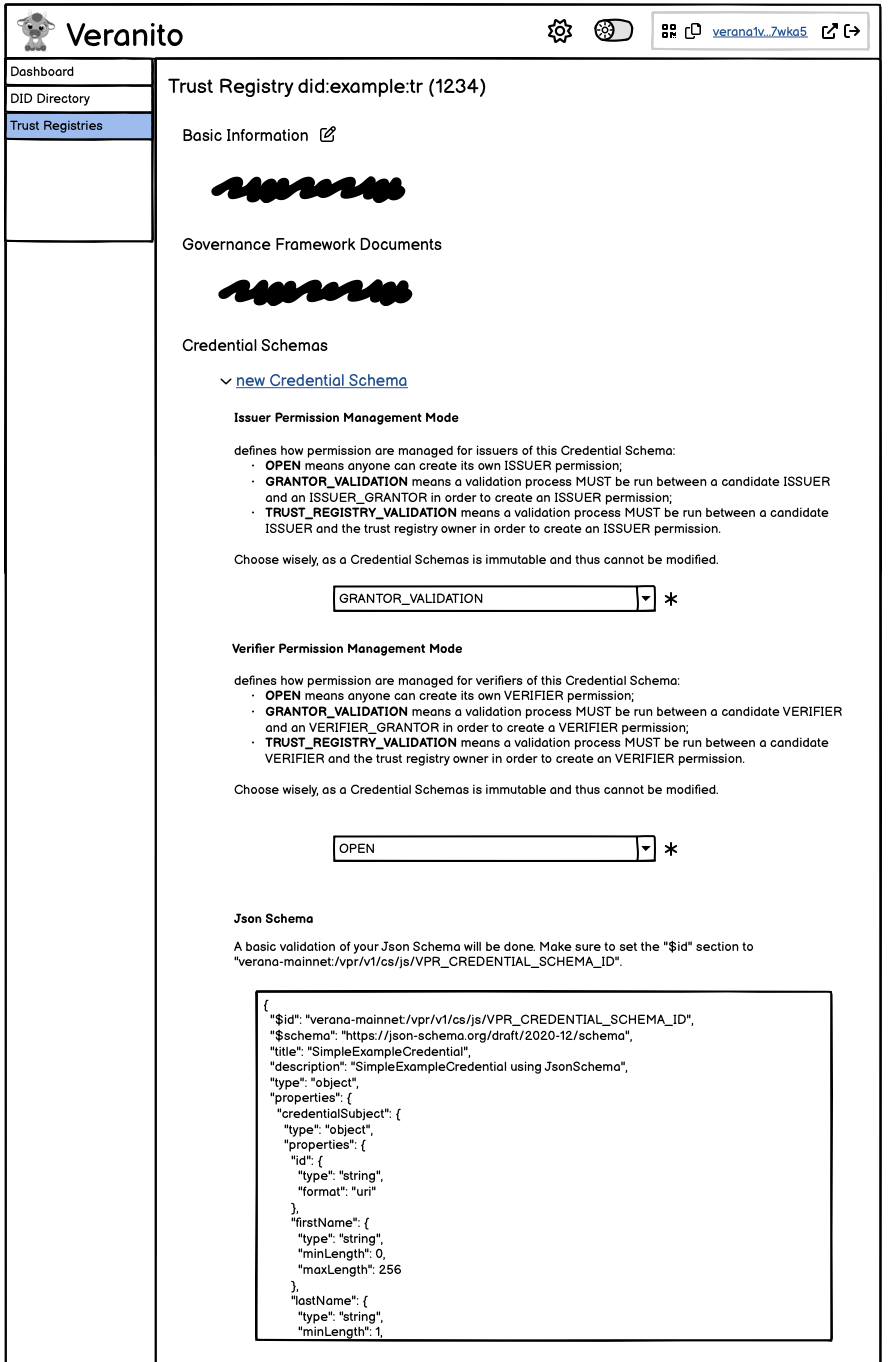 Veranito
verana1v...7wka5
Dashboard
DID Directory
Trust Registries
Trust Registry did:example:tr (1234)
Basic Information
Governance Framework Documents
Credential Schemas
new Credential Schema
Issuer Permission Management Mode
defines how permission are managed for issuers of this Credential Schema:
· OPEN means anyone can create its own ISSUER permission;
· GRANTOR_VALIDATION means a validation process MUST be run between a candidate ISSUER
and an ISSUER_GRANTOR in order to create an ISSUER permission;
· TRUST_REGISTRY_VALIDATION means a validation process MUST be run between a candidate
ISSUER and the trust registry owner in order to create an ISSUER permission.
Choose wisely, as a Credential Schemas is immutable and thus cannot be modified.
GRANTOR_VALIDATION
Verifier Permission Management Mode
defines how permission are managed for verifiers of this Credential Schema:
· OPEN means anyone can create its own VERIFIER permission;
· GRANTOR_VALIDATION means a validation process MUST be run between a candidate VERIFIER
and an VERIFIER_GRANTOR in order to create a VERIFIER permission;
· TRUST_REGISTRY_VALIDATION means a validation process MUST be run between a candidate
VERIFIER and the trust registry owner in order to create an VERIFIER permission.
Choose wisely, as a Credential Schemas is immutable and thus cannot be modified.
OPEN
Json Schema
A basic validation of your Json Schema will be done. Make sure to set the "$id" section to
"verana-mainnet:/vpr/v1/cs/js/VPR_CREDENTIAL_SCHEMA_ID".
{
"$id": "verana-mainnet:/vpr/v1/cs/js/VPR_CREDENTIAL_SCHEMA_ID",
"$schema": "https://json-schema.org/draft/2020-12/schema",
"title": "SimpleExampleCredential",
"description": "SimpleExampleCredential using JsonSchema",
"type": "object",
"properties": {
"credentialSubject": {
"type": "object",
"properties": {
"id": {
"type": "string",
"format": "uri"
},
"firstName": {
"type": "string",
"minLength": 0,
"maxLength": 256
},
"lastName": {
"type": "string",
"minLength": 1,